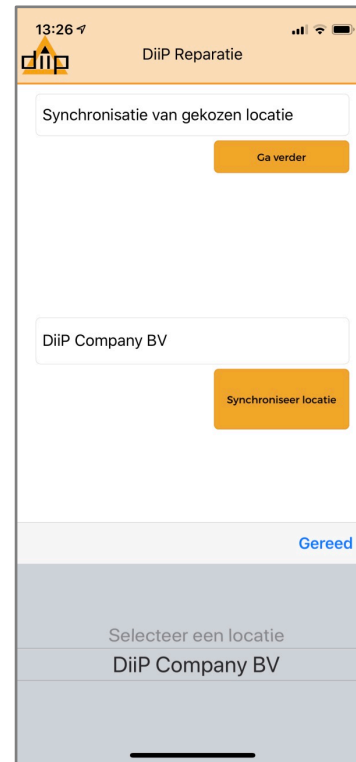 13:26
diip
DiiP Reparatie
Synchronisatie van gekozen locatie
Ga verder
DiiP Company BV
Synchroniseer locatie
Gereed
Selecteer een locatie
DiiP Company BV